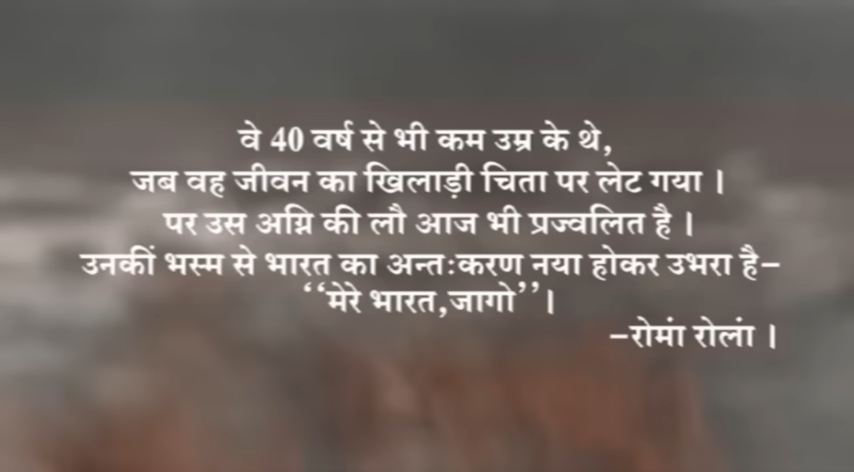 वे 40 वर्ष से भी कम उम्र के थे,
जब वह जीवन का खिलाड़ी चिता पर लेट गया ।
पर उस अग्नि की लौ आज भी प्रज्वलित है ।
उनकीं भस्म से भारत का अन्तःकरण नया होकर उभरा है–
‘‘मेरे भारत,जागो’’।
–रोमां रोलां ।